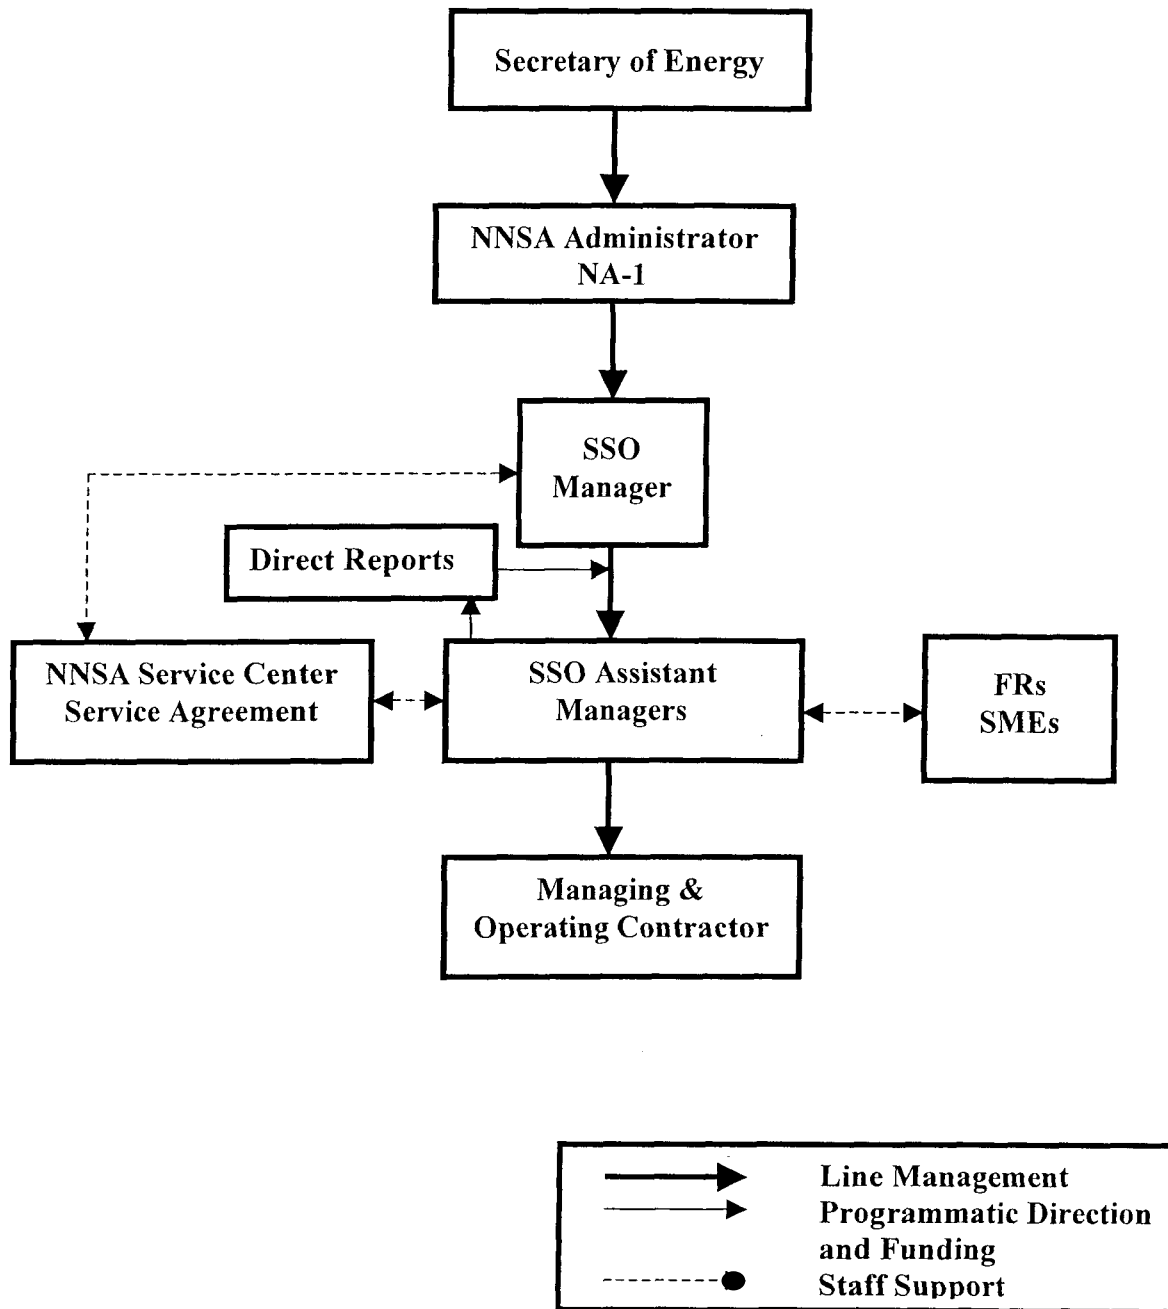 Secretary of Energy
NNSA Administrator
NA-1
SSO
Manager
Direct Reports
NNSA Service Center
Service Agreement
SSO Assistant
Managers
FRs
SMEs
Managing &
Operating Contractor
Line Management
Programmatic Direction
and Funding
Staff Support